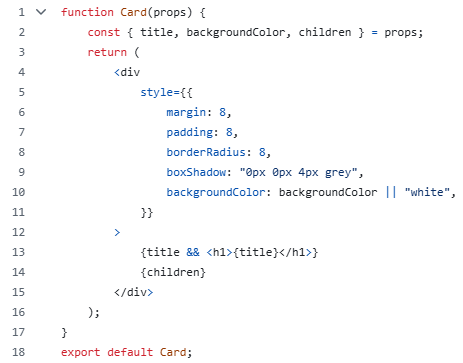 1 function Card(props) {
2     const { title, backgroundColor, children } = props;
3     return (
4         <div
5             style={{
6                 margin: 8,
7                 padding: 8,
8                 borderRadius: 8,
9                 boxShadow: "0px 0px 4px grey",
10                 backgroundColor: backgroundColor || "white",
11             }}
12         >
13             {title && <h1>{title}</h1>}
14             {children}
15         </div>
16     );
17 }
18 export default Card;